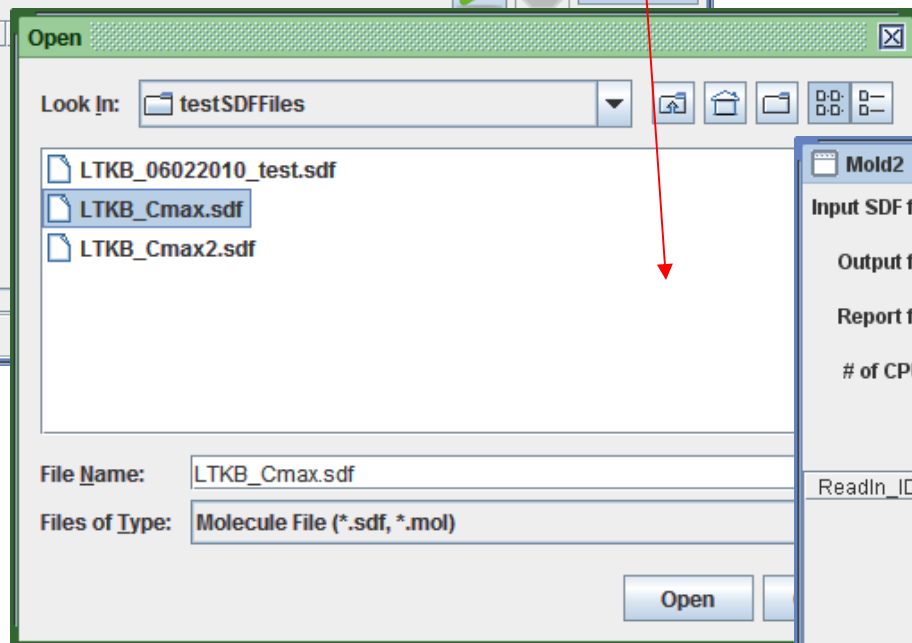 Open
Look In: testSDFFiles
LTKB_06022010_test.sdf
LTKB_Cmax.sdf
LTKB_Cmax2.sdf
File Name: LTKB_Cmax.sdf
Files of Type: Molecule File (*.sdf, *.mol)
Open
Mold2
Input SDF f
Output f
Report f
# of CP
ReadIn_ID